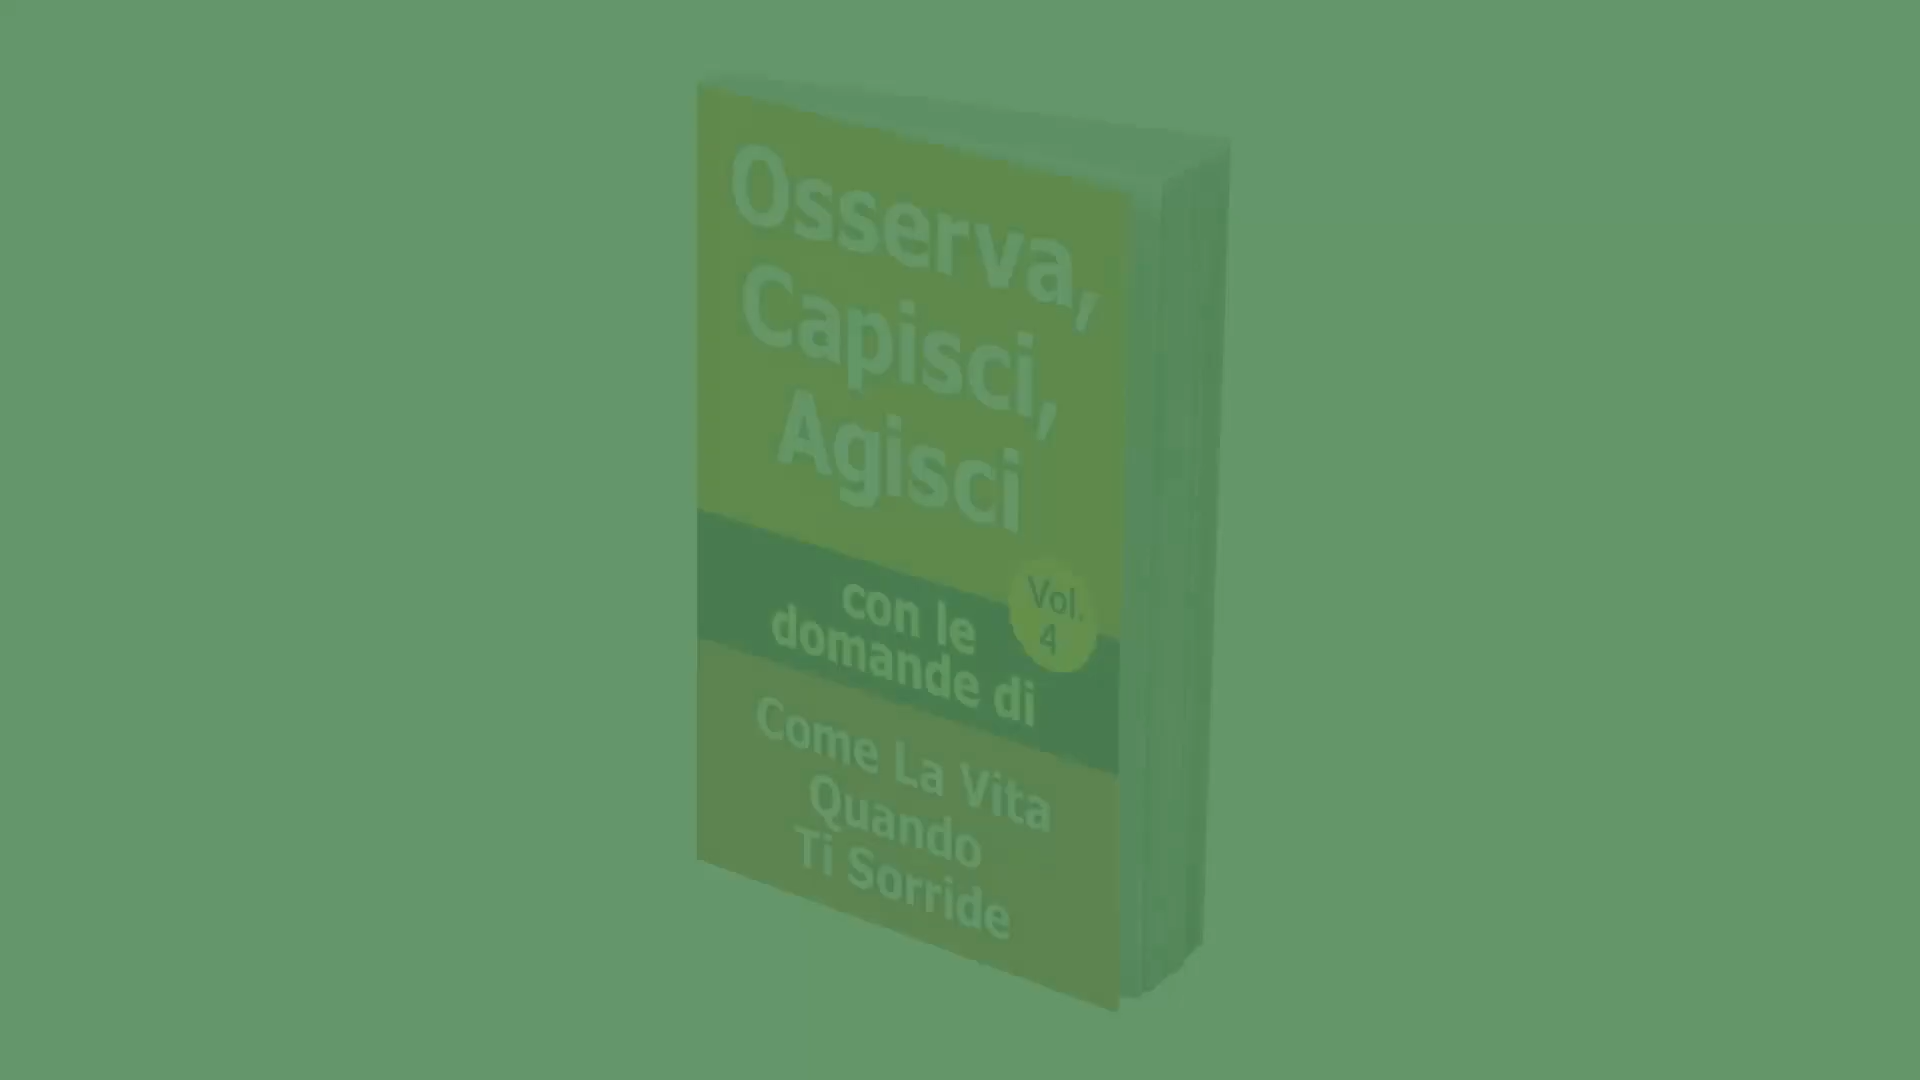 Osserva,
Capisci,
Agisci
Vol.
4
con le
domande di
Come La Vita
Quando
Ti Sorride